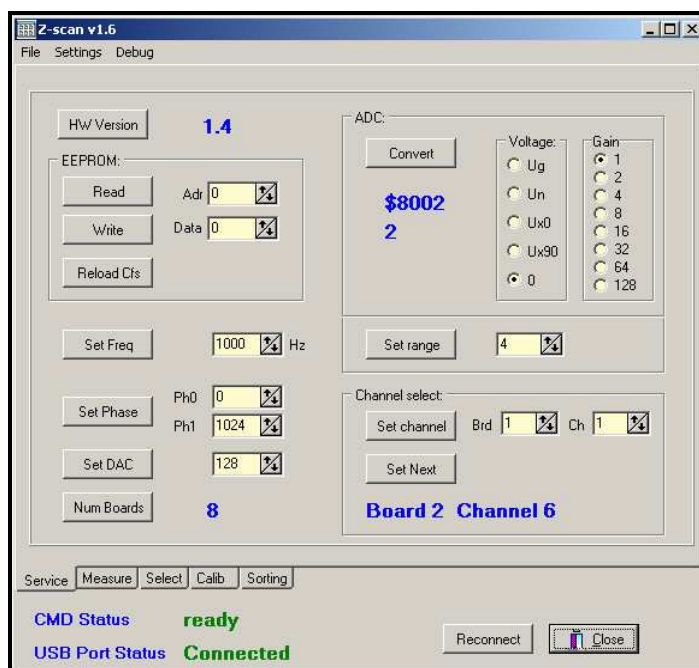 Z-scan v1.6
File Settings Debug
HW Version 1.4
EEPROM:
Read Adr 0
Write Data 0
Reload Cfs
Set Freq 1000 Hz
Set Phase Ph0 0
Ph1 1024
Set DAC 128
Num Boards 8
ADC:
Convert
$8002
2
Voltage:
Ug
Un
Ux0
Ux90
0
Gain
1
2
4
8
16
32
64
128
Set range 4
Channel select:
Set channel Brd 1 Ch 1
Set Next
Board 2 Channel 6
Service Measure Select Calib Sorting
CMD Status ready
USB Port Status Connected
Reconnect Close